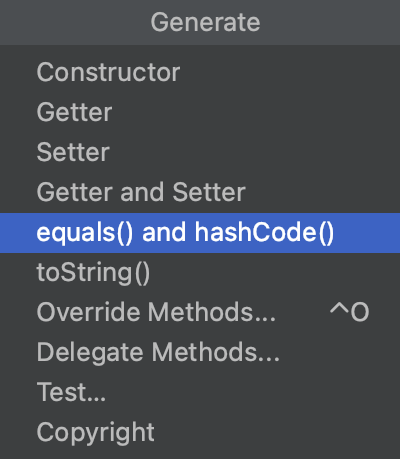 Generate
Constructor
Getter
Setter
Getter and Setter
equals() and hashCode()
toString()
Override Methods... ^O
Delegate Methods...
Test...
Copyright